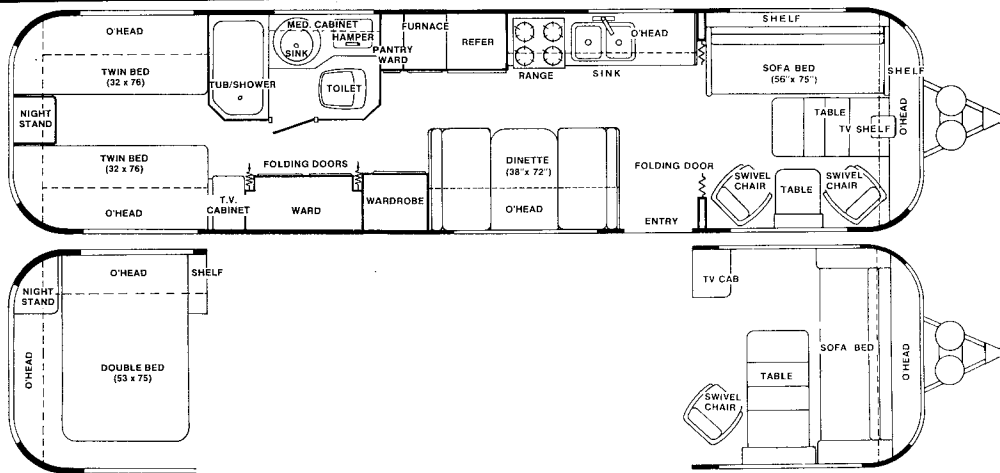 O'HEAD
TWIN BED
(32 x 76)
NIGHT
STAND
TWIN BED
(32 x 76)
O'HEAD
TUB/SHOWER
MED. CABINET
SINK
HAMPER
TOILET
PANTRY
WARD
FURNACE
REFER
RANGE
SINK
O'HEAD
SHELF
SOFA BED
(56" x 75")
SHELF
O'HEAD
TABLE
TV SHELF
SWIVEL
CHAIR
TABLE
SWIVEL
CHAIR
FOLDING DOORS
T.V.
CABINET
WARD
WARDROBE
DINETTE
(38" x 72")
O'HEAD
FOLDING DOOR
ENTRY
O'HEAD
SHELF
NIGHT
STAND
O'HEAD
DOUBLE BED
(53 x 75)
TV CAB
SOFA BED
O'HEAD
TABLE
SWIVEL
CHAIR